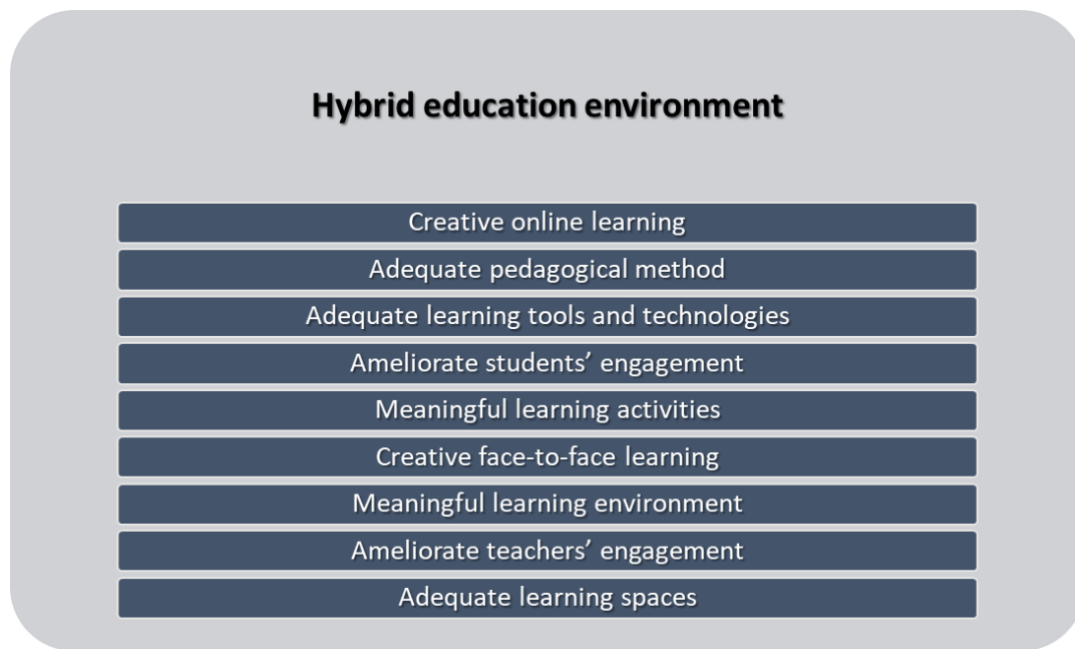 Hybrid education environment
Creative online learning
Adequate pedagogical method
Adequate learning tools and technologies
Ameliorate students’ engagement
Meaningful learning activities
Creative face-to-face learning
Meaningful learning environment
Ameliorate teachers’ engagement
Adequate learning spaces